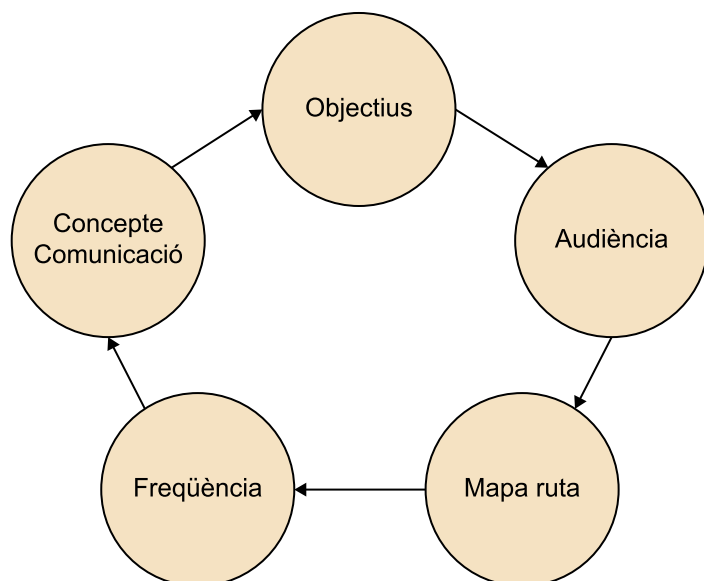 Objectius
Audiència
Mapa ruta
Freqüència
Concepte
Comunicació